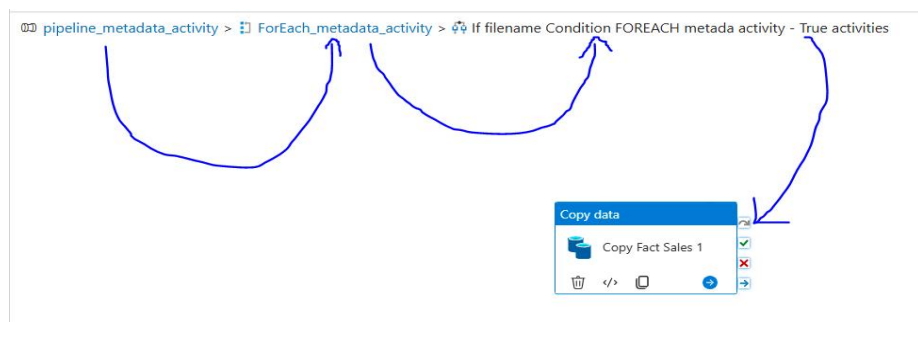 pipeline_metadata_activity > ForEach_metadata_activity > If filename Condition FOREACH metada activity - True activities
Copy data
Copy Fact Sales 1